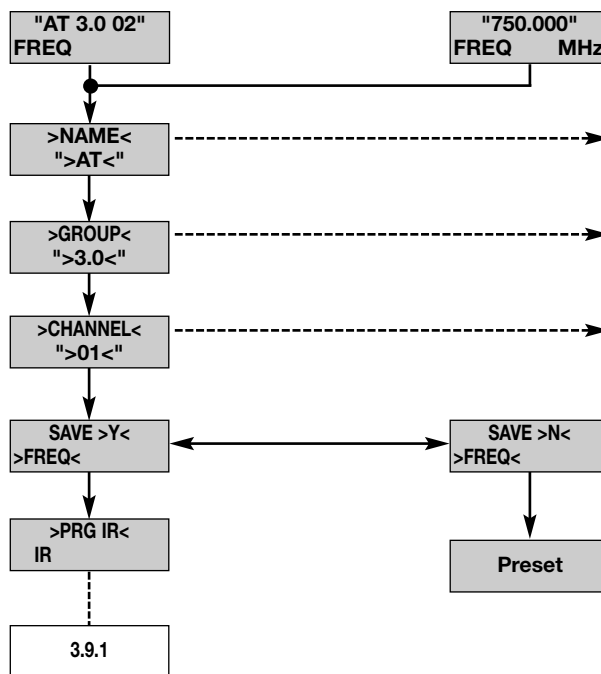 "AT 3.0 02"
FREQ
"750.000"
FREQ MHz
>NAME<
">AT<"
>GROUP<
">3.0<"
>CHANNEL<
">01<"
SAVE >Y<
>FREQ<
SAVE >N<
>FREQ<
>PRG IR<
IR
Preset
3.9.1